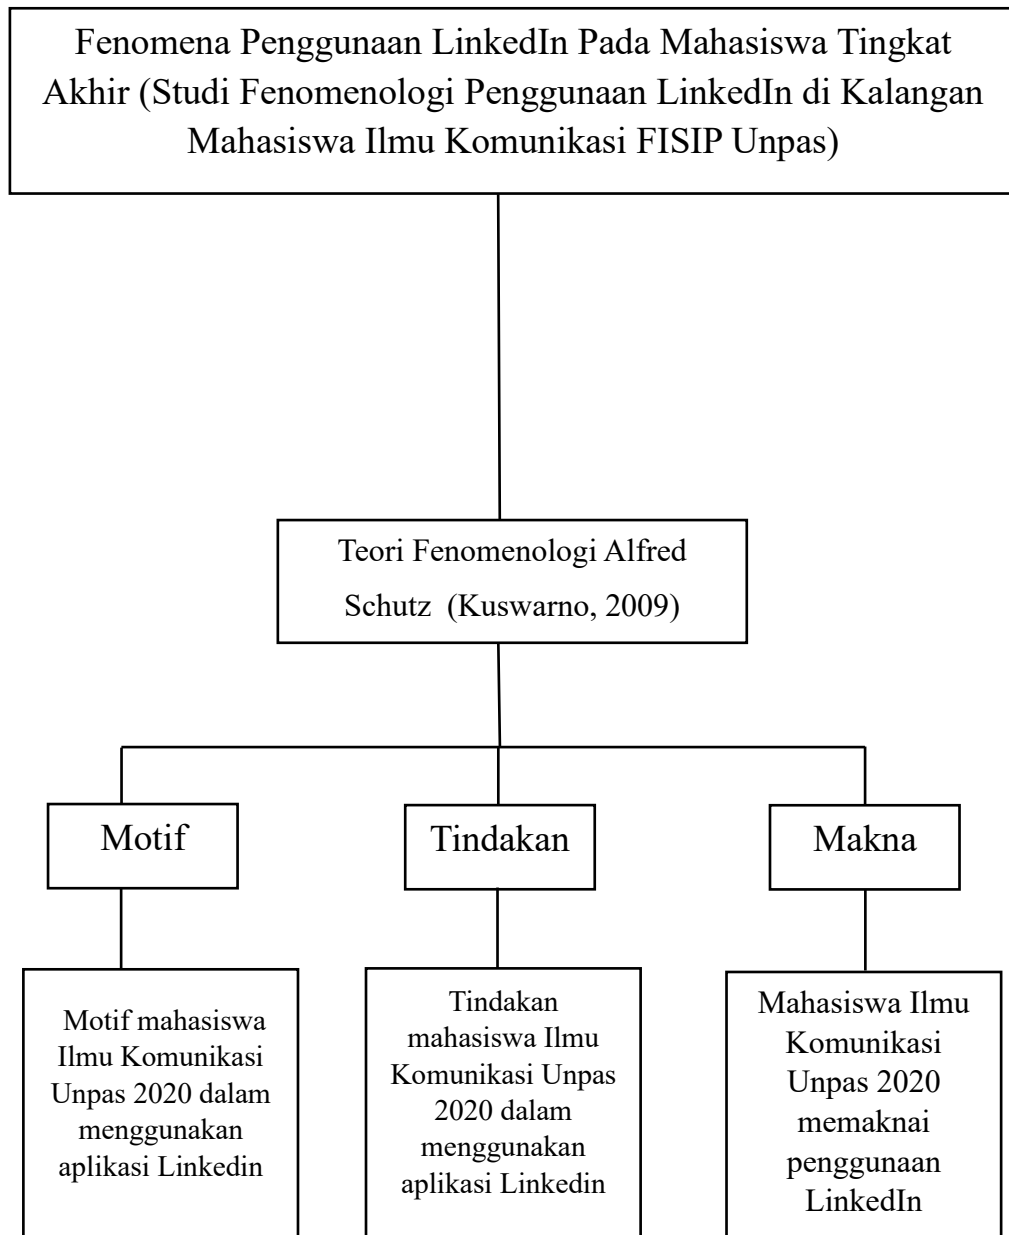 Fenomena Penggunaan LinkedIn Pada Mahasiswa Tingkat
Akhir (Studi Fenomenologi Penggunaan LinkedIn di Kalangan
Mahasiswa Ilmu Komunikasi FISIP Unpas)
Teori Fenomenologi Alfred
Schutz (Kuswarno, 2009)
Motif
Tindakan
Makna
Motif mahasiswa
Ilmu Komunikasi
Unpas 2020 dalam
menggunakan
aplikasi Linkedin
Tindakan
mahasiswa Ilmu
Komunikasi Unpas
2020 dalam
menggunakan
aplikasi Linkedin
Mahasiswa Ilmu
Komunikasi
Unpas 2020
memaknai
penggunaan
LinkedIn